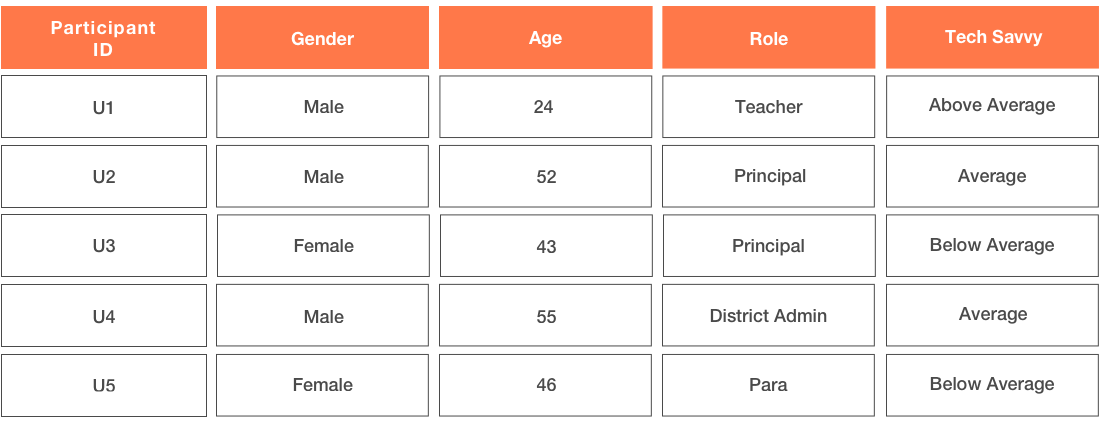 Participant
ID Gender Age Role Tech Savvy
U1 Male 24 Teacher Above Average
U2 Male 52 Principal Average
U3 Female 43 Principal Below Average
U4 Male 55 District Admin Average
U5 Female 46 Para Below Average